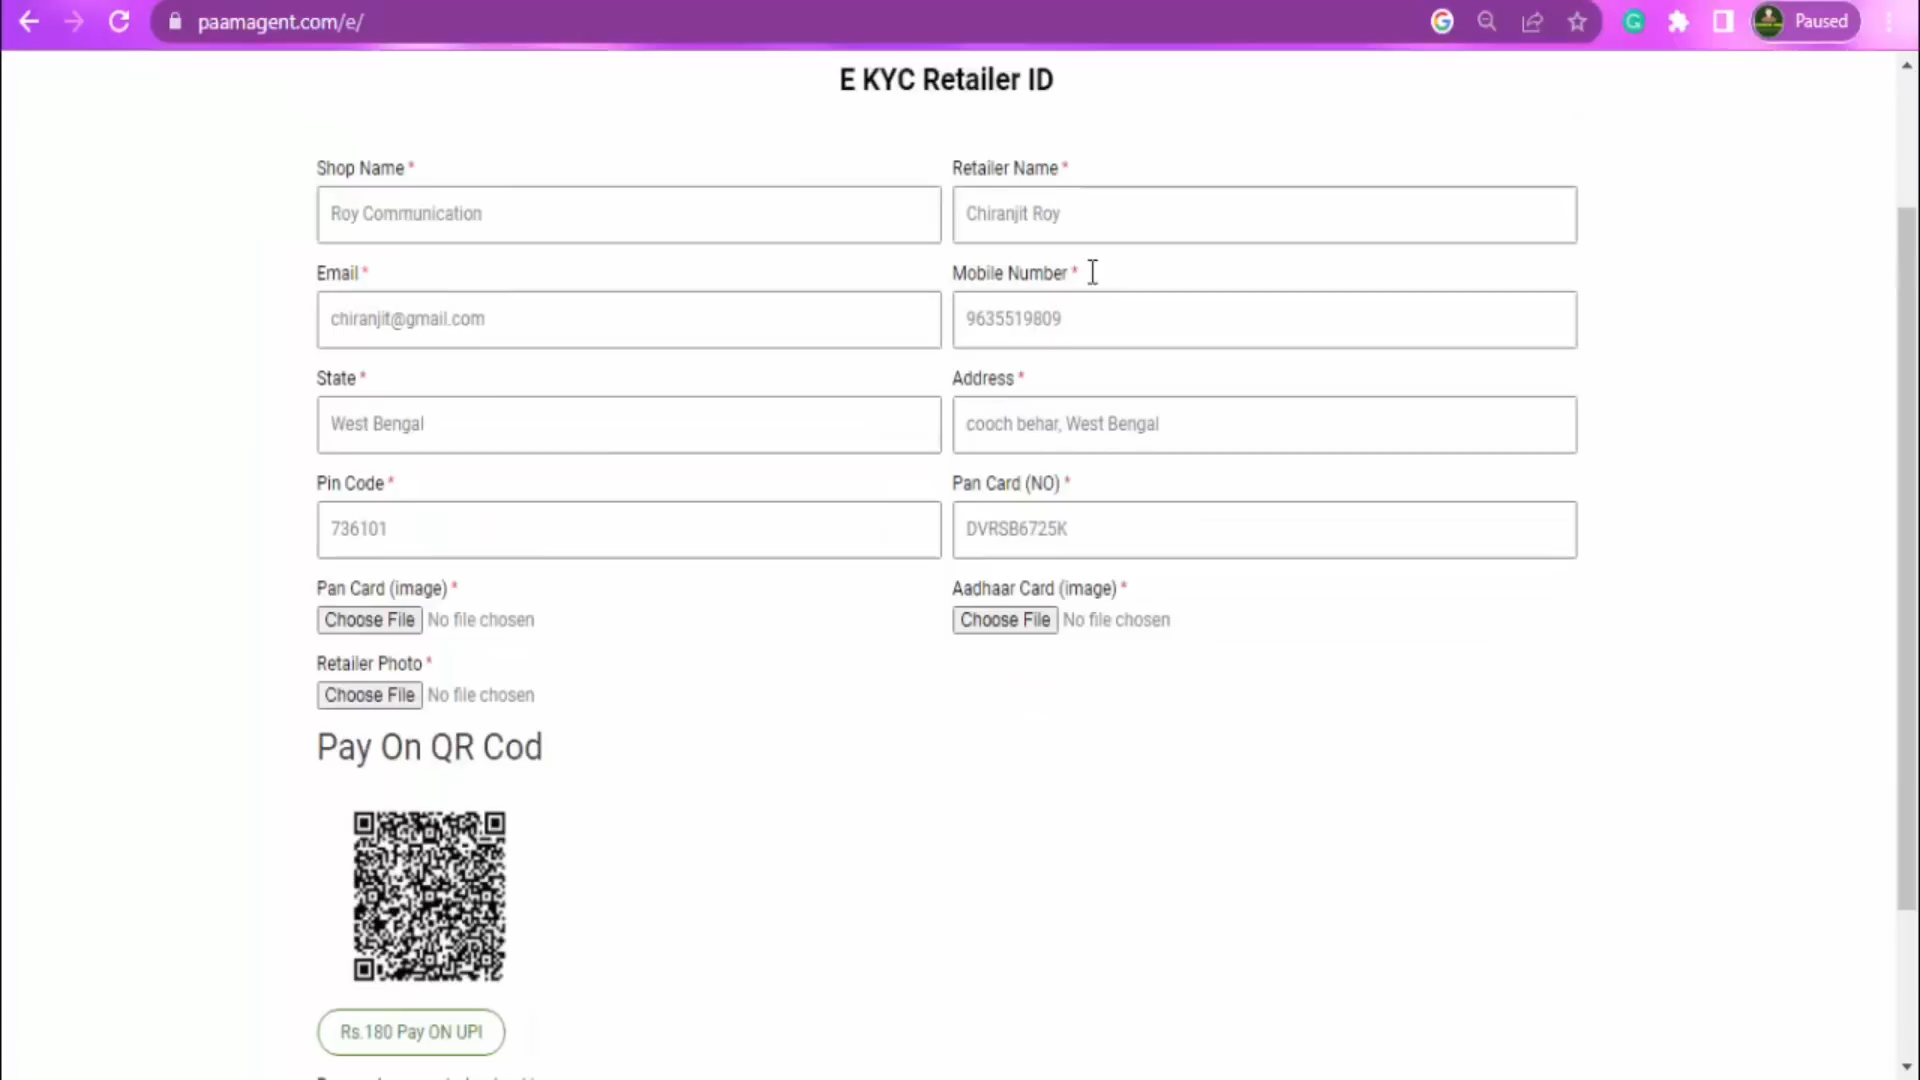 paamagent.com/e/
Paused
E KYC Retailer ID
Shop Name *
Retailer Name *
Roy Communication
Chiranjit Roy
Email *
Mobile Number *
chiranjit@gmail.com
9635519809
State *
Address *
West Bengal
cooch behar, West Bengal
Pin Code *
Pan Card (NO) *
736101
DVRSB6725K
Pan Card (image) *
Aadhaar Card (image) *
Choose File No file chosen
Choose File No file chosen
Retailer Photo *
Choose File No file chosen
Pay On QR Cod
Rs.180 Pay ON UPI